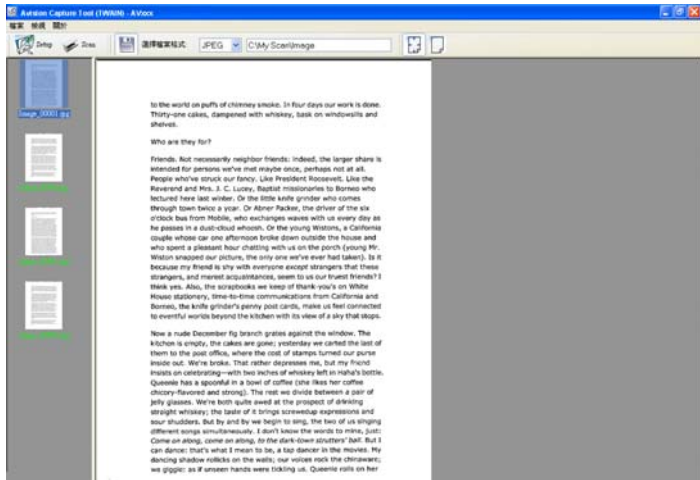 Avision Capture Tool (TWAIN) - AVxxx
檔案 檢視 關於
Setup Scan 選擇檔案格式 JPEG C:\My Scan\Image
Image_00001.jpg
to the world on puffs of chimney smoke. In four days our work is done.
Thirty-one cakes, dampened with whiskey, bask on windowsills and
shelves.
Who are they for?
Friends. Not necessarily neighbor friends: indeed, the larger share is
intended for persons we've met maybe once, perhaps not at all.
People who've struck our fancy. Like President Roosevelt. Like the
Reverend and Mrs. J. C. Lucey, Baptist missionaries to Borneo who
lectured here last winter. Or the little knife grinder who comes
through town twice a year. Or Abner Packer, the driver of the six
o'clock bus from Mobile, who exchanges waves with us every day as
he passes in a dust-cloud whoosh. Or the young Wistons, a California
couple whose car one afternoon broke down outside the house and
who spent a pleasant hour chatting with us on the porch (young Mr.
Wiston snapped our picture, the only one we've ever had taken). Is it
because my friend is shy with everyone except strangers that these
strangers, and merest acquaintances, seem to us our truest friends? I
think yes. Also, the scrapbooks we keep of thank-you's on White
House stationery, time-to-time communications from California and
Borneo, the knife grinder's penny post cards, make us feel connected
to eventful worlds beyond the kitchen with its view of a sky that stops.
Now a nude December fig branch grates against the window. The
kitchen is empty, the cakes are gone; yesterday we carted the last of
them to the post office, where the cost of stamps turned our purse
inside out. We're broke. That rather depresses me, but my friend
insists on celebrating—with two inches of whiskey left in Haha's bottle.
Queenie has a spoonful in a bowl of coffee (she likes her coffee
chicory-flavored and strong). The rest we divide between a pair of
jelly glasses. We're both quite awed at the prospect of drinking
straight whiskey; the taste of it brings screwedup expressions and
sour shudders. But by and by we begin to sing, the two of us singing
different songs simultaneously. I don't know the words to mine, just:
Come on along, come on along, to the dark-town strutters' ball. But I
can dance: that's what I mean to be, a tap dancer in the movies. My
dancing shadow rollicks on the walls; our voices rock the chinaware;
we giggle: as if unseen hands were tickling us. Queenie rolls on her